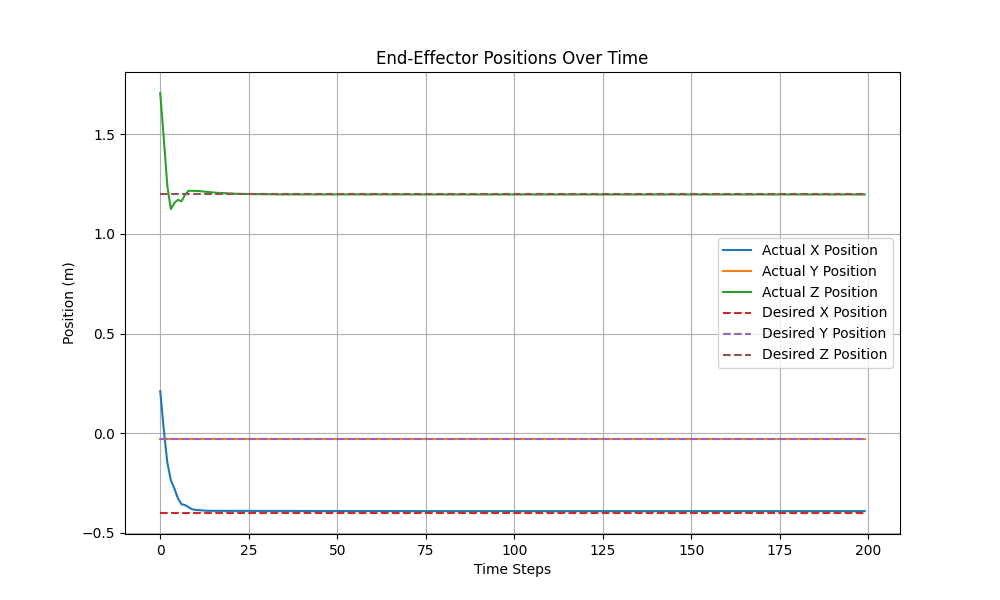 End-Effector Positions Over Time
Position (m)
1.5
1.0
0.5
0.0
−0.5
Actual X Position
Actual Y Position
Actual Z Position
Desired X Position
Desired Y Position
Desired Z Position
0 25 50 75 100 125 150 175 200
Time Steps